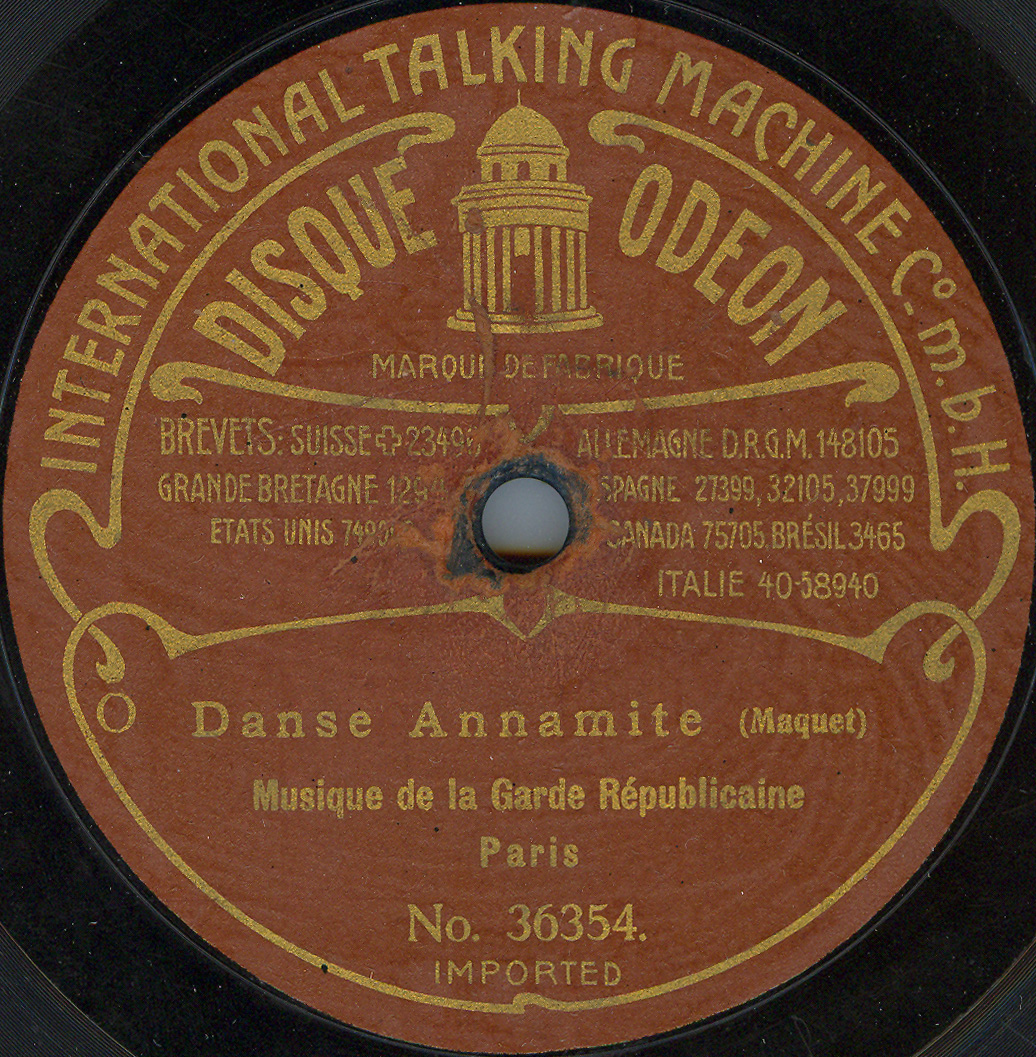 INTERNATIONAL TALKING MACHINE Co. m. b. H.
DISQUE ODEON
MARQUE DE FABRIQUE
BREVETS: SUISSE 2349
ALLEMAGNE D.R.G.M. 148105
GRANDE BRETAGNE
ESPAGNE 27399, 32105, 37999
ETATS UNIS
CANADA 75705. BRÉSIL 3465
ITALIE 40-58940
O Danse Annamite (Maquet)
Musique de la Garde Républicaine
Paris
No. 36354.
IMPORTED